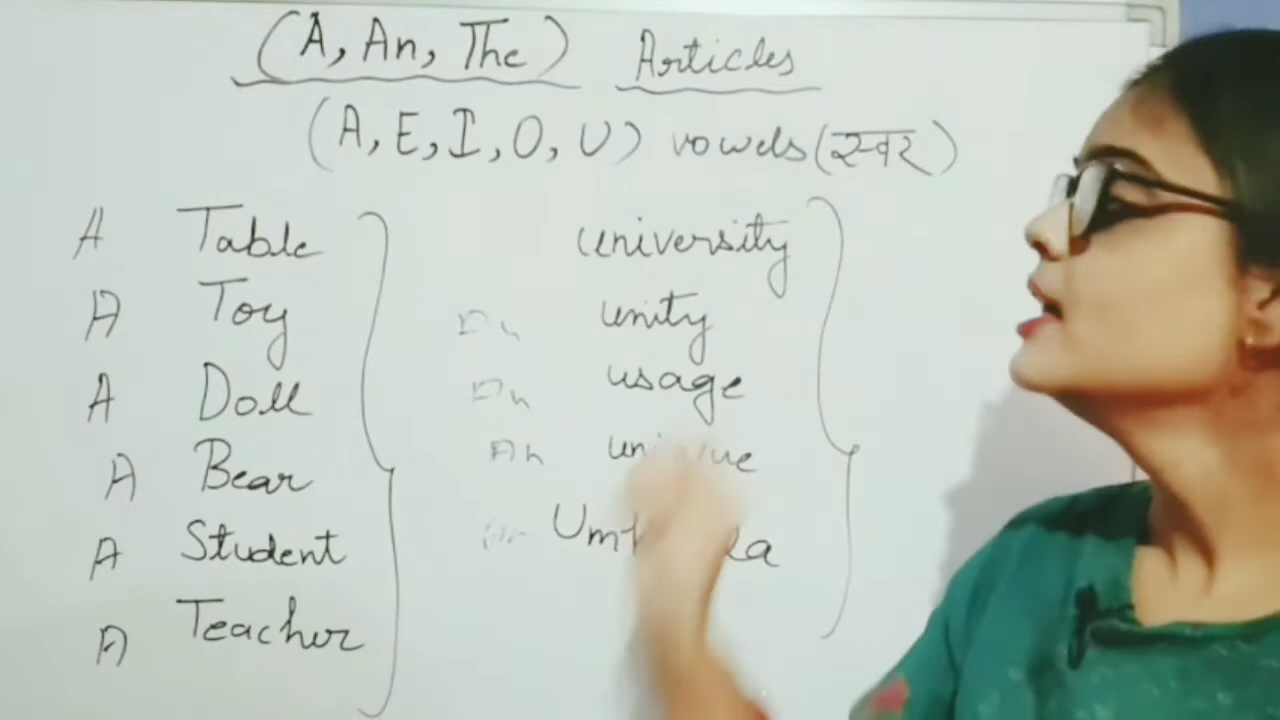 (A, An, The) Articles
(A, E, I, O, U) vowels (स्वर)
A Table
A Toy
A Doll
A Bear
A Student
A Teacher
university
An unity
An usage
An